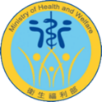 Ministry of Health and Welfare
衛生福利部